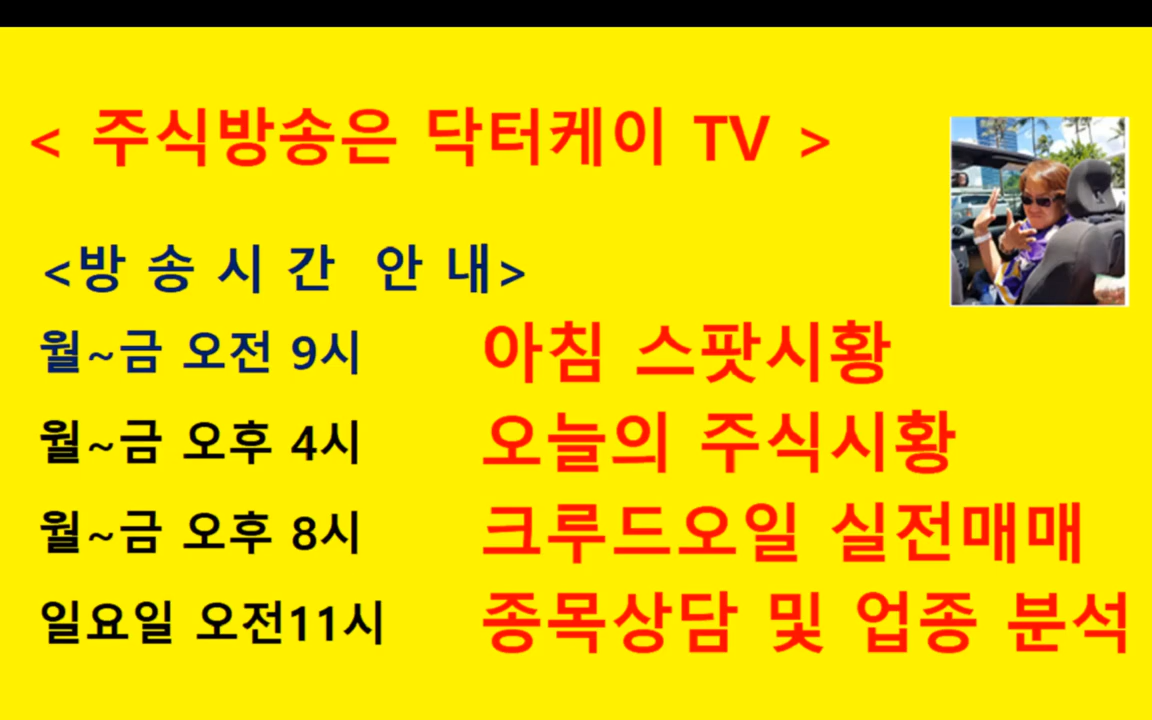 < 주식방송은 닥터케이 TV >
<방 송 시 간 안 내>
월~금 오전 9시 아침 스팟시황
월~금 오후 4시 오늘의 주식시황
월~금 오후 8시 크루드오일 실전매매
일요일 오전11시 종목상담 및 업종 분석